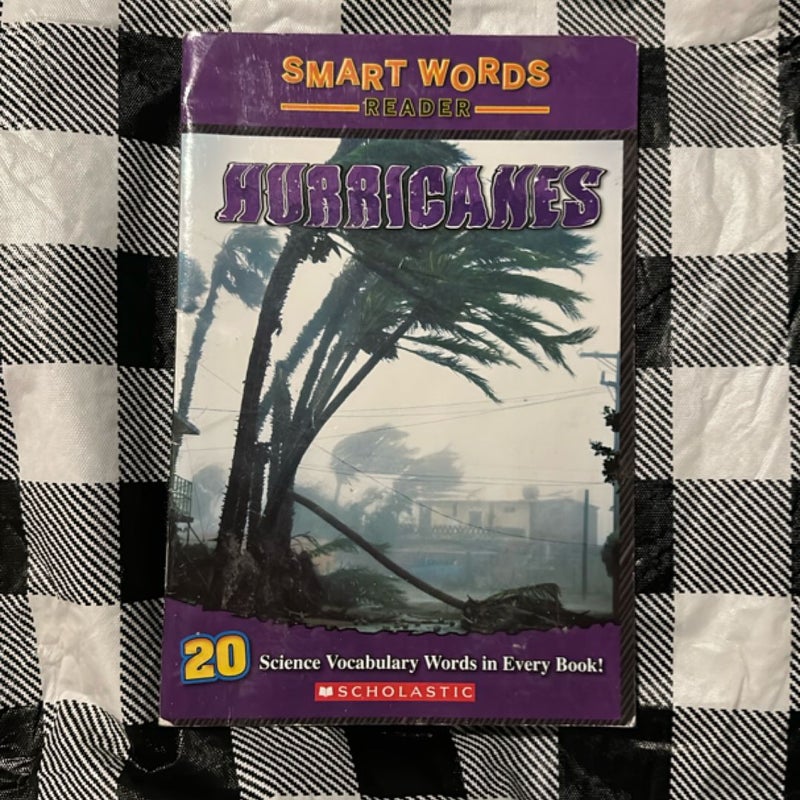 SMART WORDS
READER
HURRICANES
20 Science Vocabulary Words in Every Book!
SCHOLASTIC